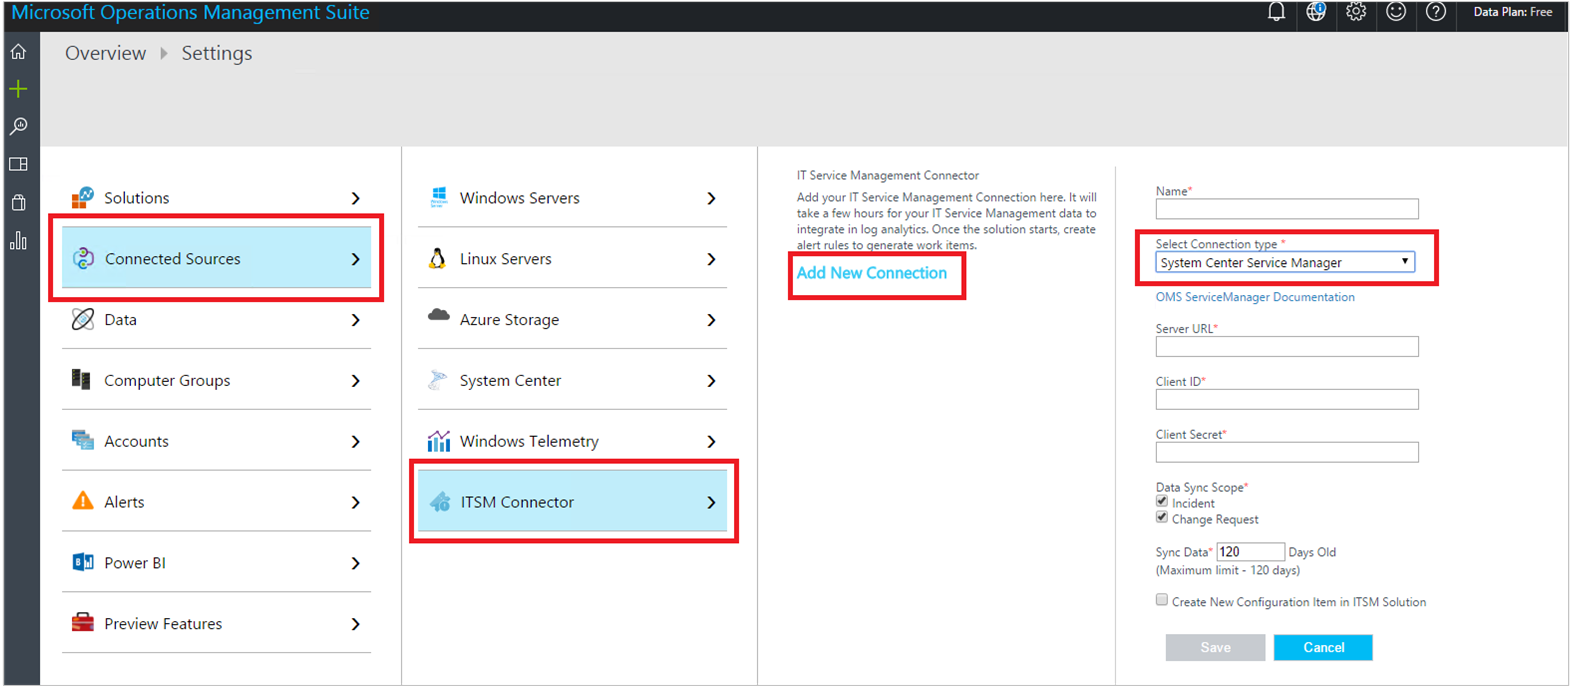 Microsoft Operations Management Suite
Data Plan: Free
Overview
Settings
Solutions
Connected Sources
Data
Computer Groups
Accounts
Alerts
Power BI
Preview Features
Windows Servers
Linux Servers
Azure Storage
System Center
Windows Telemetry
ITSM Connector
IT Service Management Connector
Add your IT Service Management Connection here. It will
take a few hours for your IT Service Management data to
integrate in log analytics. Once the solution starts, create
alert rules to generate work items.
Add New Connection
Name*
Select Connection type *
System Center Service Manager
OMS ServiceManager Documentation
Server URL*
Client ID*
Client Secret*
Data Sync Scope*
Incident
Change Request
Sync Data* 120 Days Old
(Maximum limit - 120 days)
Create New Configuration Item in ITSM Solution
Save
Cancel